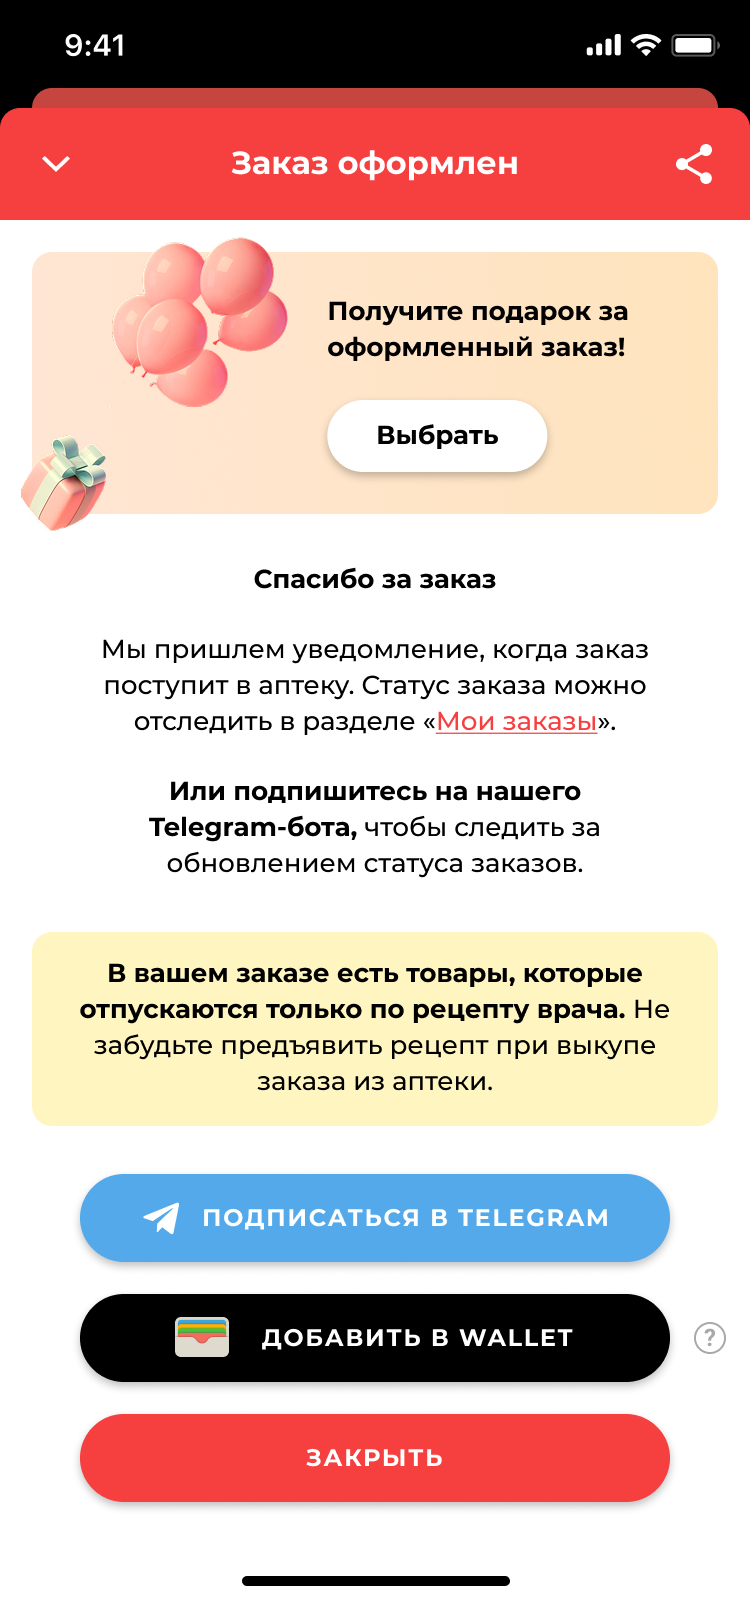 9:41
Заказ оформлен
Получите подарок за
оформленный заказ!
Выбрать
Спасибо за заказ
Мы пришлем уведомление, когда заказ
поступит в аптеку. Статус заказа можно
отследить в разделе «Мои заказы».
Или подпишитесь на нашего
Telegram-бота, чтобы следить за
обновлением статуса заказов.
В вашем заказе есть товары, которые
отпускаются только по рецепту врача. Не
забудьте предъявить рецепт при выкупе
заказа из аптеки.
ПОДПИСАТЬСЯ В TELEGRAM
ДОБАВИТЬ В WALLET
?
ЗАКРЫТЬ